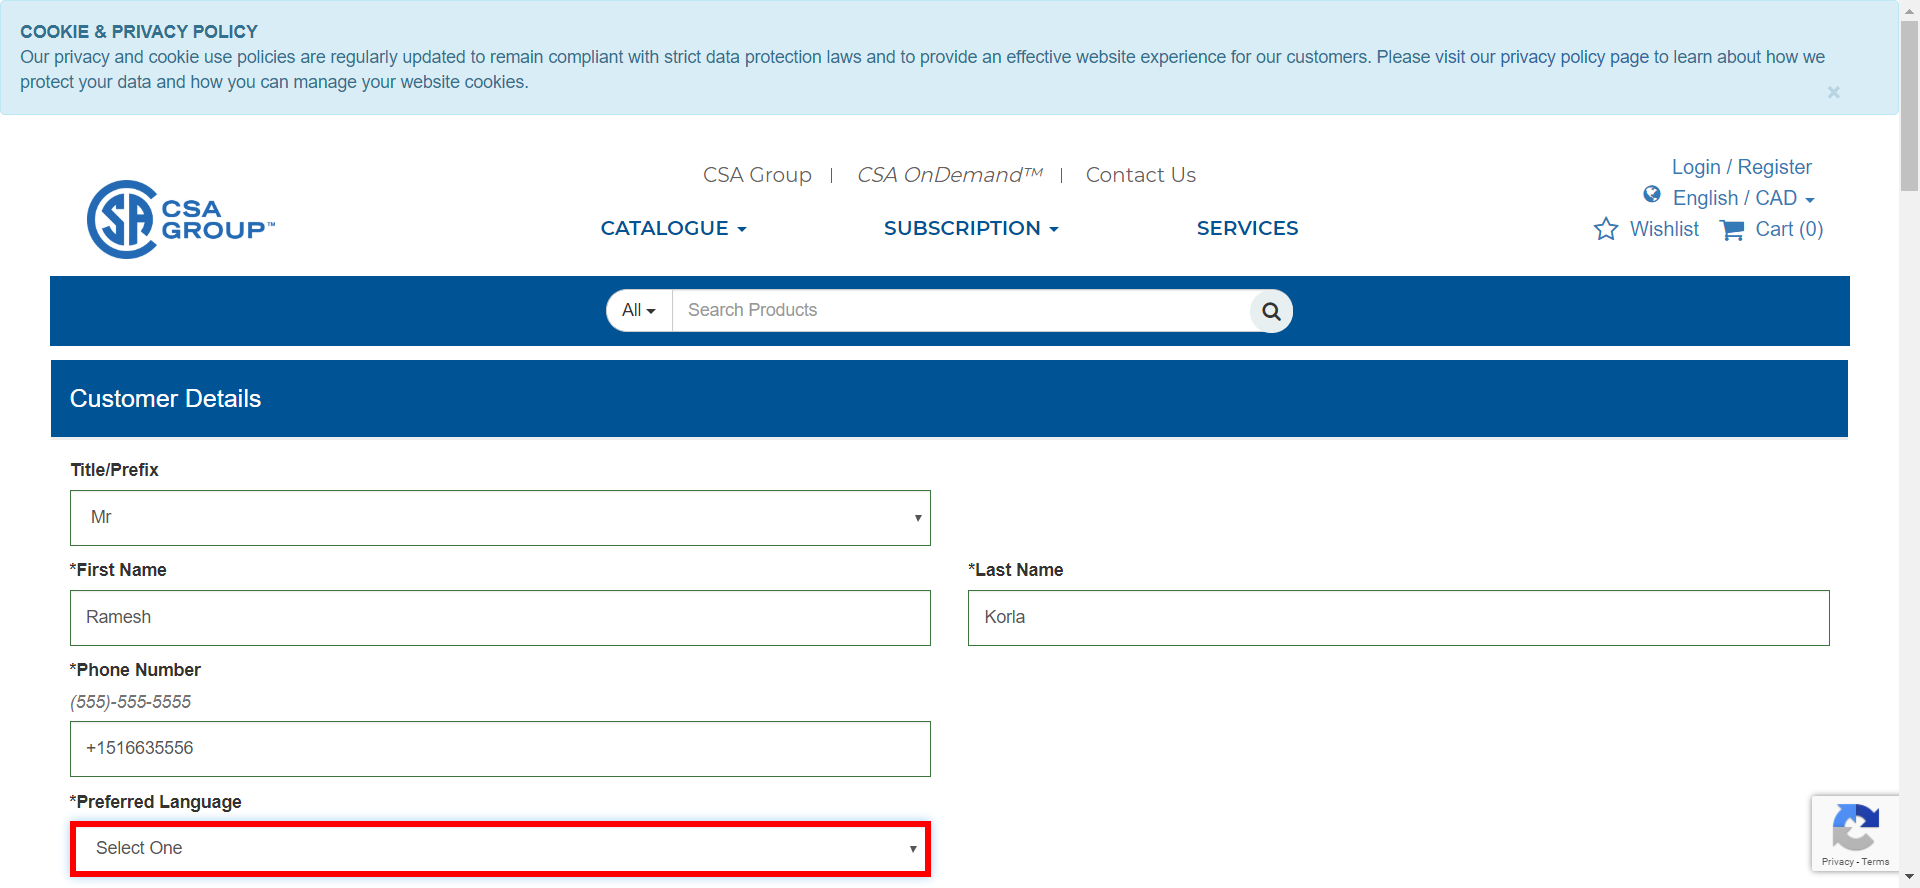 COOKIE & PRIVACY POLICY
Our privacy and cookie use policies are regularly updated to remain compliant with strict data protection laws and to provide an effective website experience for our customers. Please visit our privacy policy page to learn about how we
protect your data and how you can manage your website cookies.
×
CSA Group | CSA OnDemand™ | Contact Us
Login / Register
English / CAD
CSA
GROUP™
CATALOGUE SUBSCRIPTION SERVICES
Wishlist Cart (0)
All Search Products
Customer Details
Title/Prefix
Mr
*First Name *Last Name
Ramesh Korla
*Phone Number
(555)-555-5555
+1516635556
*Preferred Language
Select One
Privacy - Terms